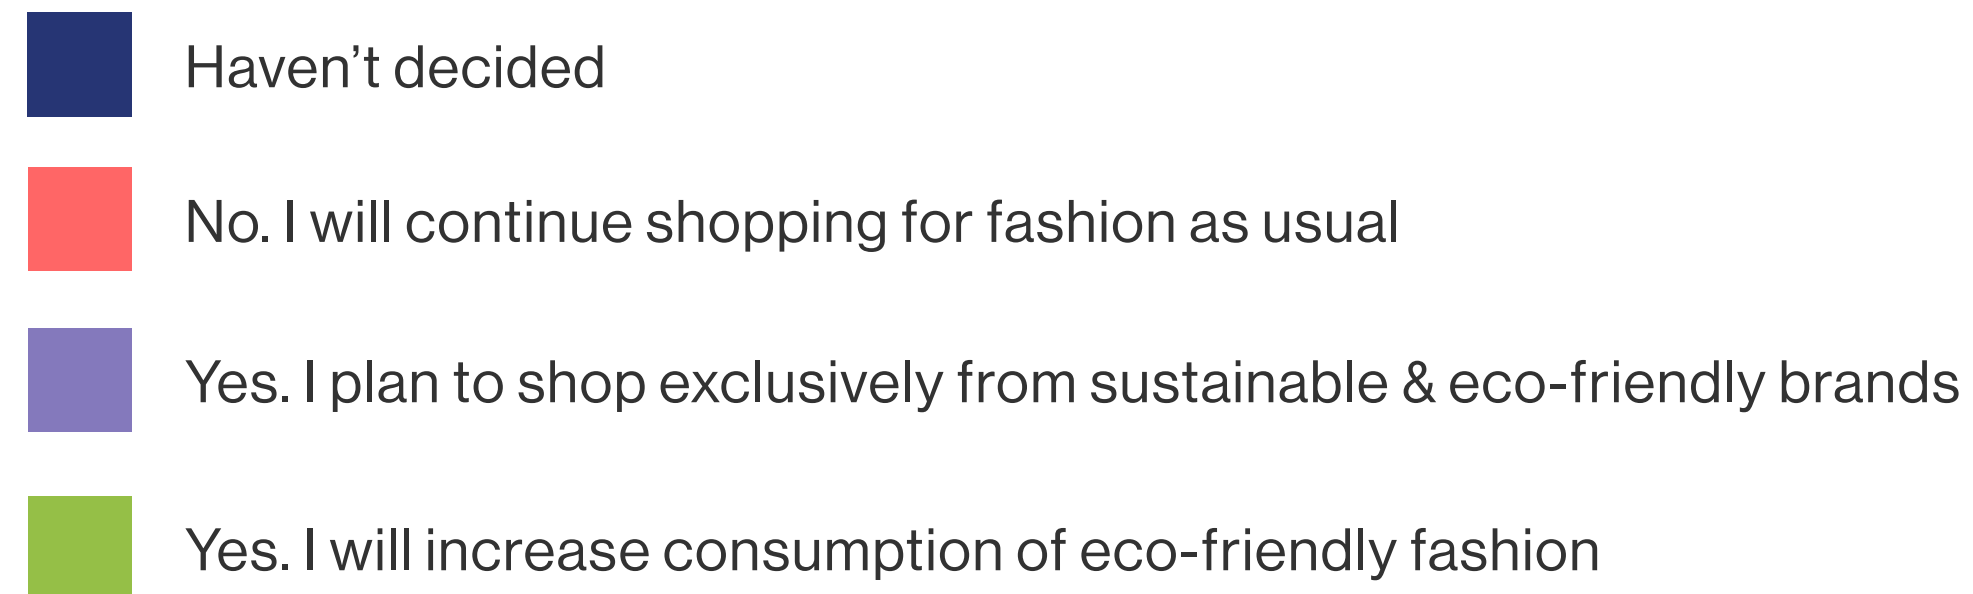 Haven’t decided
No. I will continue shopping for fashion as usual
Yes. I plan to shop exclusively from sustainable & eco-friendly brands
Yes. I will increase consumption of eco-friendly fashion